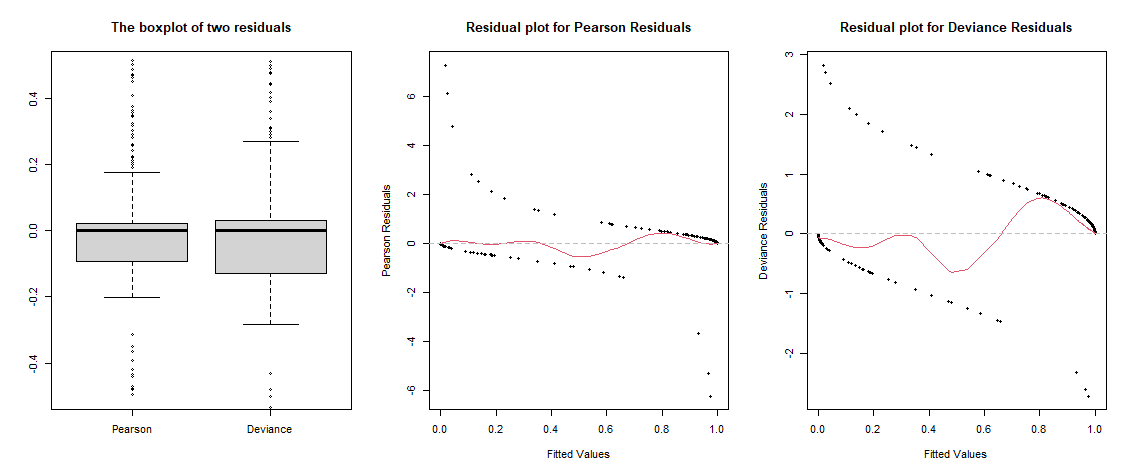 The boxplot of two residuals
0.4
0.2
0.0
-0.2
-0.4
Pearson
Deviance
Residual plot for Pearson Residuals
Pearson Residuals
6
4
2
0
-2
-4
-6
0.0 0.2 0.4 0.6 0.8 1.0
Fitted Values
Residual plot for Deviance Residuals
Deviance Residuals
3
2
1
0
-1
-2
0.0 0.2 0.4 0.6 0.8 1.0
Fitted Values